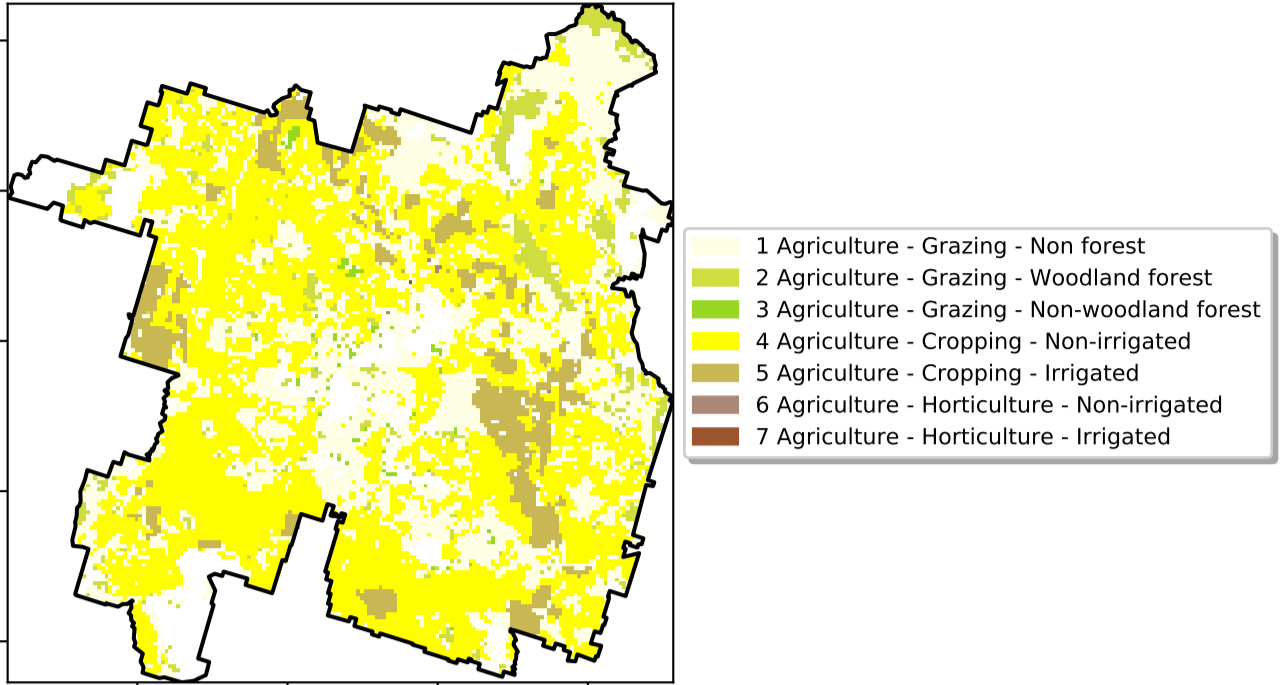 1 Agriculture - Grazing - Non forest
2 Agriculture - Grazing - Woodland forest
3 Agriculture - Grazing - Non-woodland forest
4 Agriculture - Cropping - Non-irrigated
5 Agriculture - Cropping - Irrigated
6 Agriculture - Horticulture - Non-irrigated
7 Agriculture - Horticulture - Irrigated